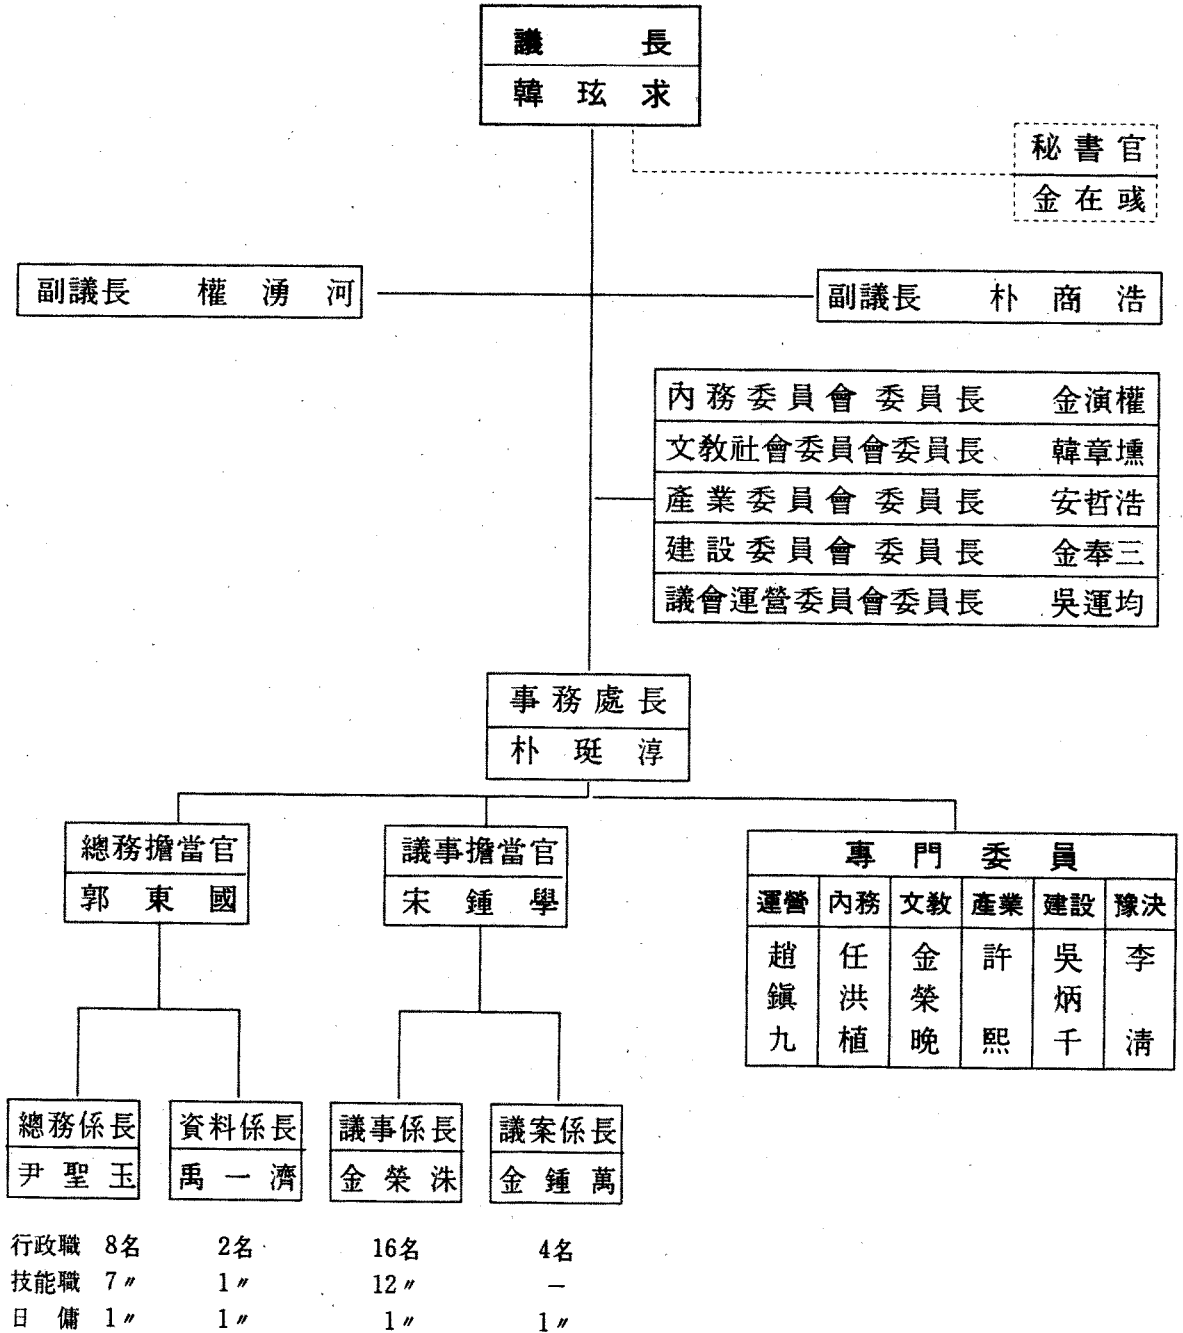 議長
韓玹求
秘書官
金在彧
副議長 權湧河
副議長 朴商浩
內務委員會 委員長 金演權
文敎社會委員會委員長 韓章壎
產業委員會 委員長 安哲浩
建設委員會 委員長 金奉三
議會運營委員會委員長 吳運均
事務處長
朴珽淳
總務擔當官
郭東國
議事擔當官
宋鍾學
專門委員
運營 內務 文敎 產業 建設 豫決
趙鎭九 任洪植 金榮晚 許熙 吳炳千 李淸
總務係長
尹聖玉
資料係長
禹一濟
議事係長
金榮洙
議案係長
金鍾萬
行政職 8名 2名 16名 4名
技能職 7〃 1〃 12〃 —
日傭 1〃 1〃 1〃 1〃